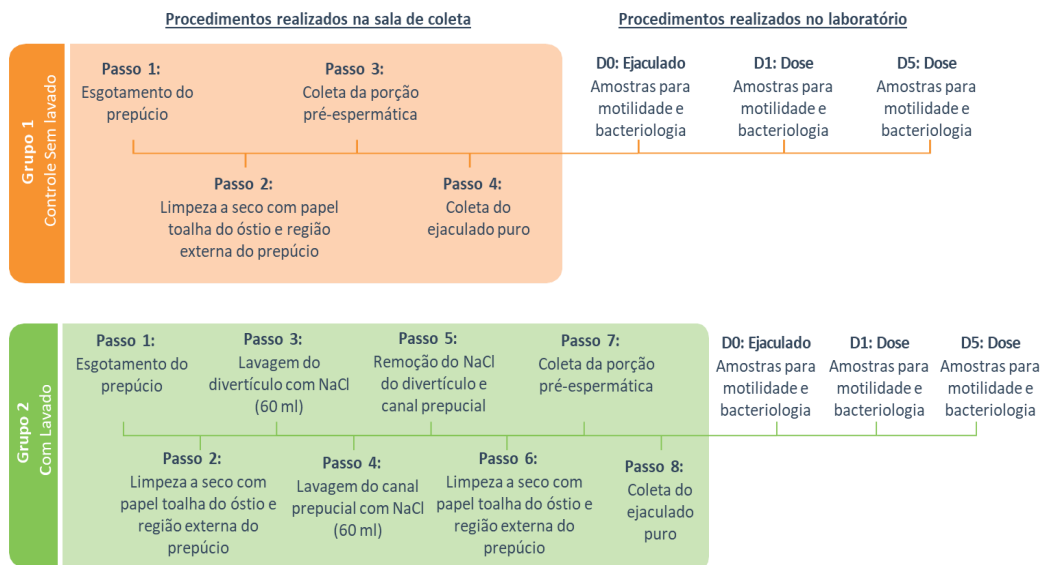 Procedimentos realizados na sala de coleta
Procedimentos realizados no laboratório
Grupo 1
Controle Sem lavado
Passo 1:
Esgotamento do
prepúcio
Passo 2:
Limpeza a seco com papel
toalha do óstio e região
externa do prepúcio
Passo 3:
Coleta da porção
pré-espermática
Passo 4:
Coleta do
ejaculado puro
D0: Ejaculado
Amostras para
motilidade e
bacteriologia
D1: Dose
Amostras para
motilidade e
bacteriologia
D5: Dose
Amostras para
motilidade e
bacteriologia
Grupo 2
Com Lavado
Passo 1:
Esgotamento do
prepúcio
Passo 2:
Limpeza a seco com
papel toalha do óstio e
região externa do
prepúcio
Passo 3:
Lavagem do
divertículo com NaCl
(60 ml)
Passo 4:
Lavagem do canal
prepucial com NaCl
(60 ml)
Passo 5:
Remoção do NaCl
do divertículo e
canal prepucial
Passo 6:
Limpeza a seco com
papel toalha do óstio e
região externa do
prepúcio
Passo 7:
Coleta da porção
pré-espermática
Passo 8:
Coleta do
ejaculado
puro
D0: Ejaculado
Amostras para
motilidade e
bacteriologia
D1: Dose
Amostras para
motilidade e
bacteriologia
D5: Dose
Amostras para
motilidade e
bacteriologia